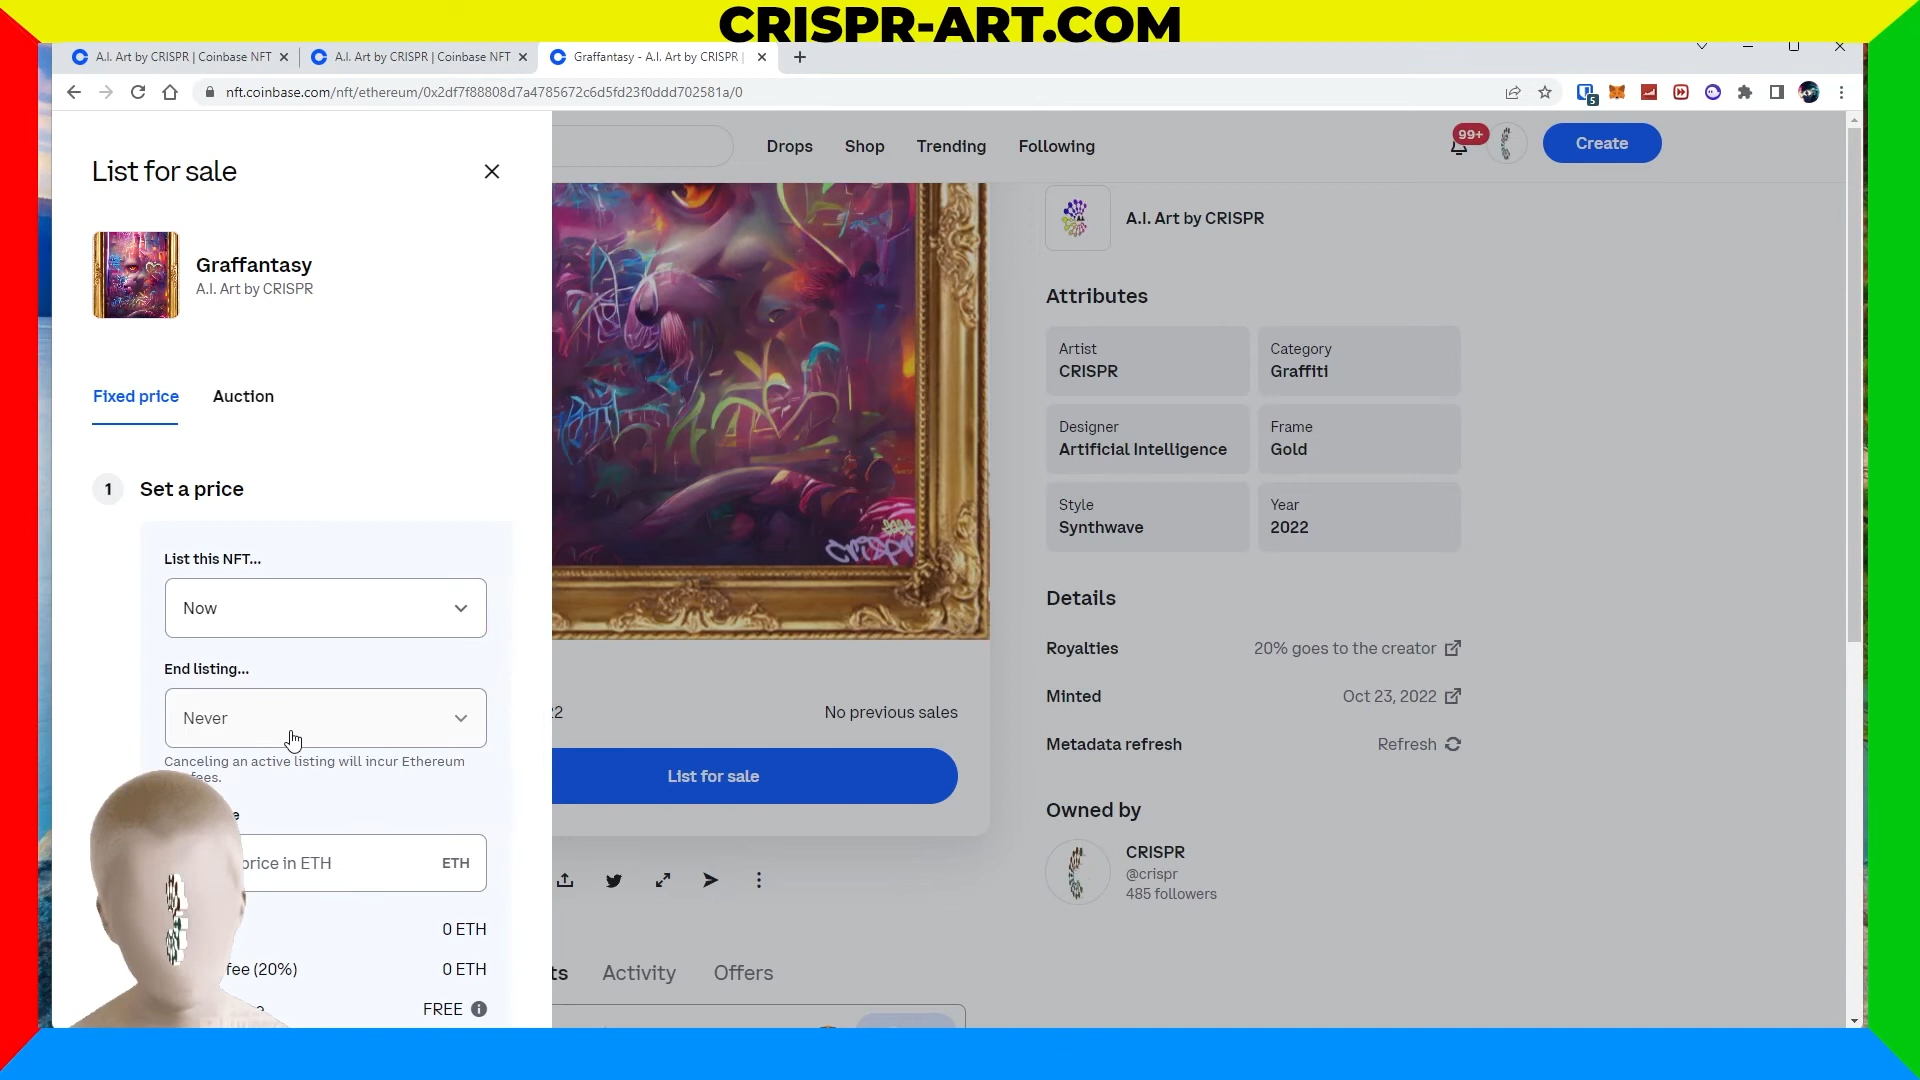 CRISPR-ART.COM
A.I. Art by CRISPR | Coinbase NFT
A.I. Art by CRISPR | Coinbase NFT
Graffantasy - A.I. Art by CRISPR |
nft.coinbase.com/nft/ethereum/0x2df7f88808d7a4785672c6d5fd23f0ddd702581a/0
5
List for sale
Drops
Shop
Trending
Following
99+
Create
Graffantasy
A.I. Art by CRISPR
Fixed price
Auction
1
Set a price
List this NFT...
Now
End listing...
Never
Canceling an active listing will incur Ethereum
fees.
price in ETH
ETH
0 ETH
fee (20%)
0 ETH
FREE
crispr
No previous sales
List for sale
Activity
Offers
A.I. Art by CRISPR
Attributes
Artist
CRISPR
Category
Graffiti
Designer
Artificial Intelligence
Frame
Gold
Style
Synthwave
Year
2022
Details
Royalties
20% goes to the creator
Minted
Oct 23, 2022
Metadata refresh
Refresh
Owned by
CRISPR
@crispr
485 followers